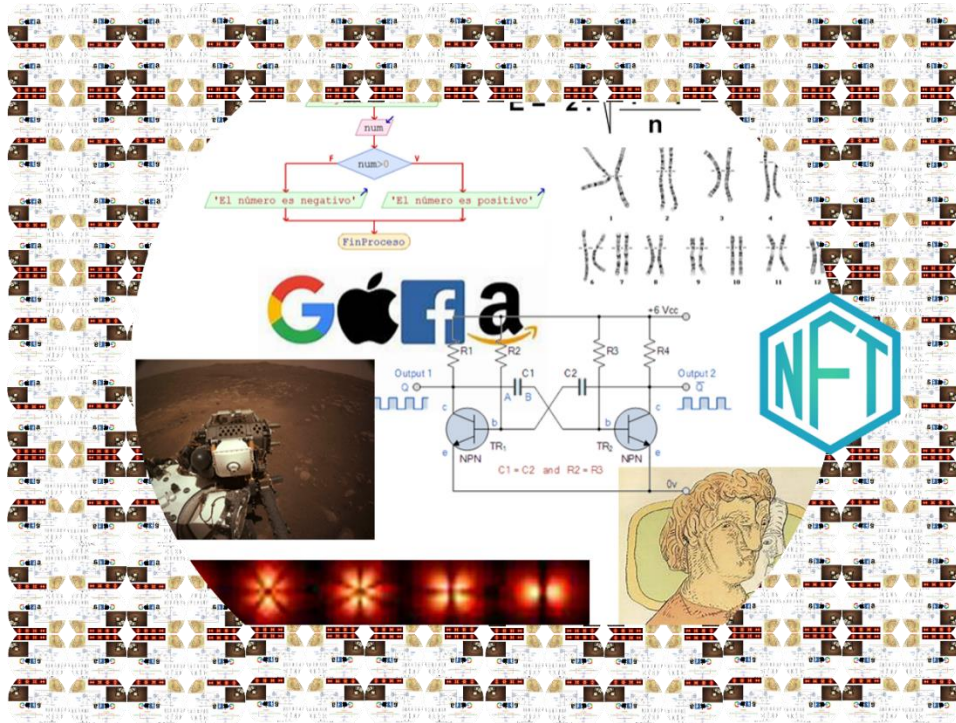 n
num
num>0
F
V
'El número es negativo'
'El número es positivo'
FinProceso
1 2 3 4
6 7 8 9 10 11 12
G f a
+6 Vcc
R1 R2 R3 R4
Output 1
C1 C2
Output 2
Q
A B
Q
NFT
c
b
b
c
TR1
TR2
e
NPN
NPN
e
C1 = C2 and R2 = R3
0v